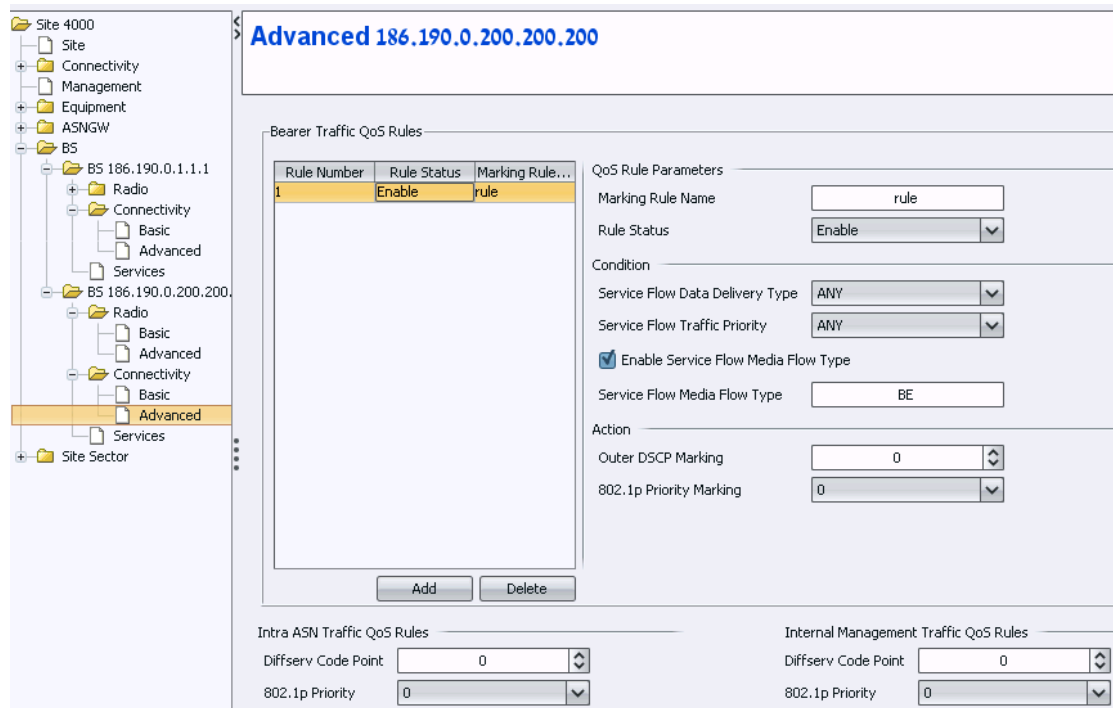 Site 4000
Site
Connectivity
Management
Equipment
ASNGW
BS
BS 186.190.0.1.1.1
Radio
Connectivity
Basic
Advanced
Services
BS 186.190.0.200.200.
Radio
Basic
Advanced
Connectivity
Basic
Advanced
Services
Site Sector
Advanced 186.190.0.200.200.200
Bearer Traffic QoS Rules
Rule Number Rule Status Marking Rule...
1 Enable rule
Add Delete
QoS Rule Parameters
Marking Rule Name rule
Rule Status Enable
Condition
Service Flow Data Delivery Type ANY
Service Flow Traffic Priority ANY
Enable Service Flow Media Flow Type
Service Flow Media Flow Type BE
Action
Outer DSCP Marking 0
802.1p Priority Marking 0
Intra ASN Traffic QoS Rules
Diffserv Code Point 0
802.1p Priority 0
Internal Management Traffic QoS Rules
Diffserv Code Point 0
802.1p Priority 0